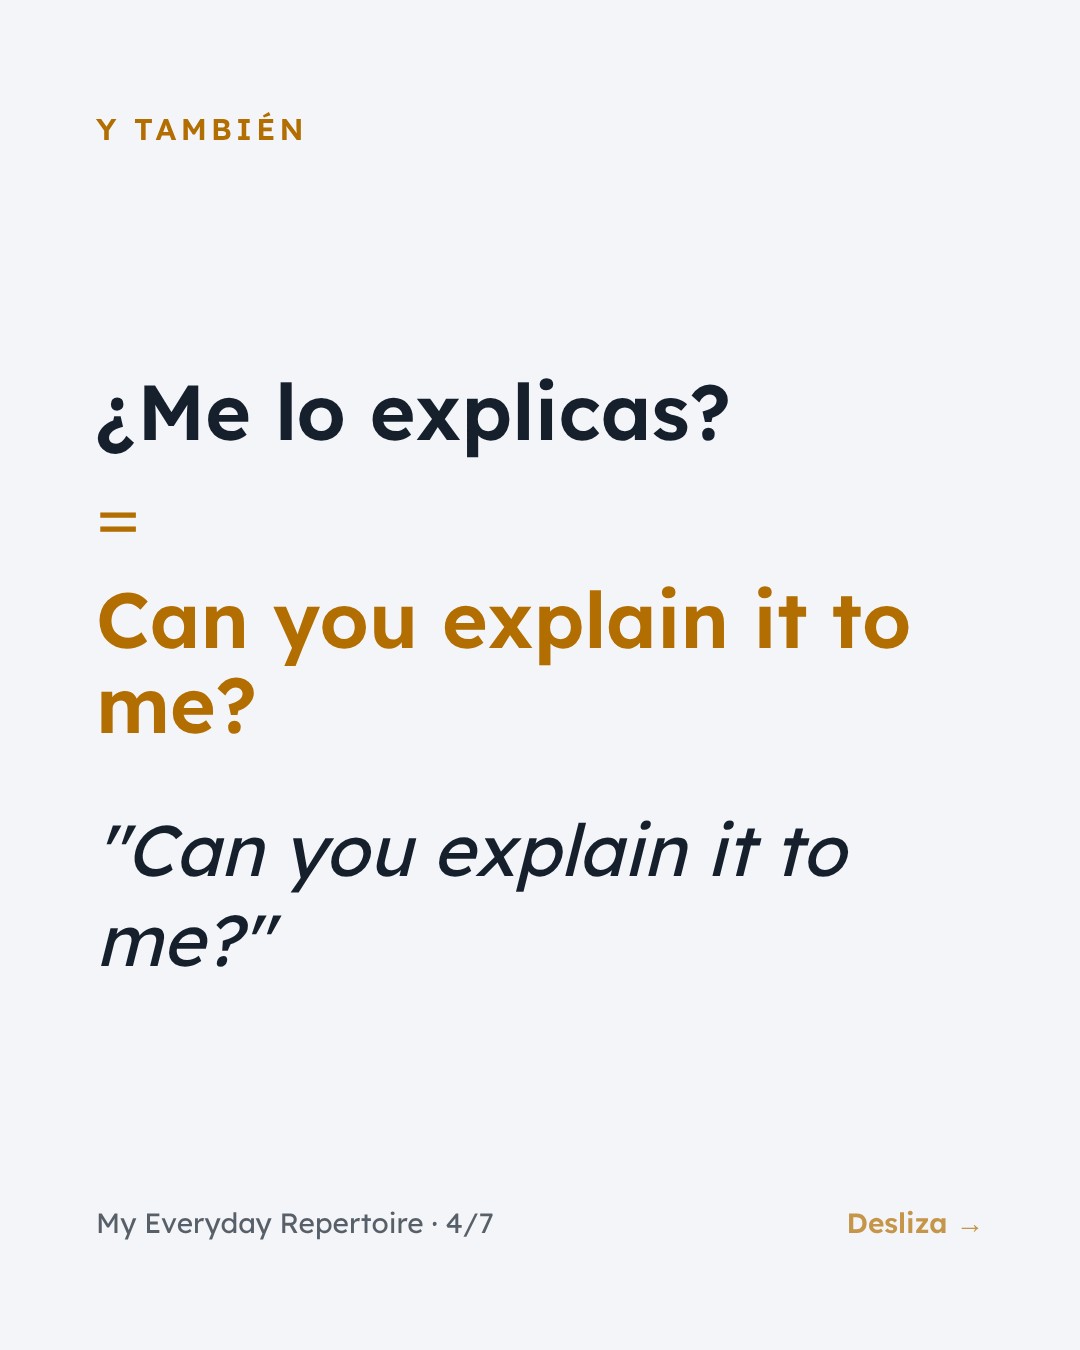 Y TAMBIÉN
¿Me lo explicas?
=
Can you explain it to
me?
"Can you explain it to
me?"
My Everyday Repertoire · 4/7
Desliza →